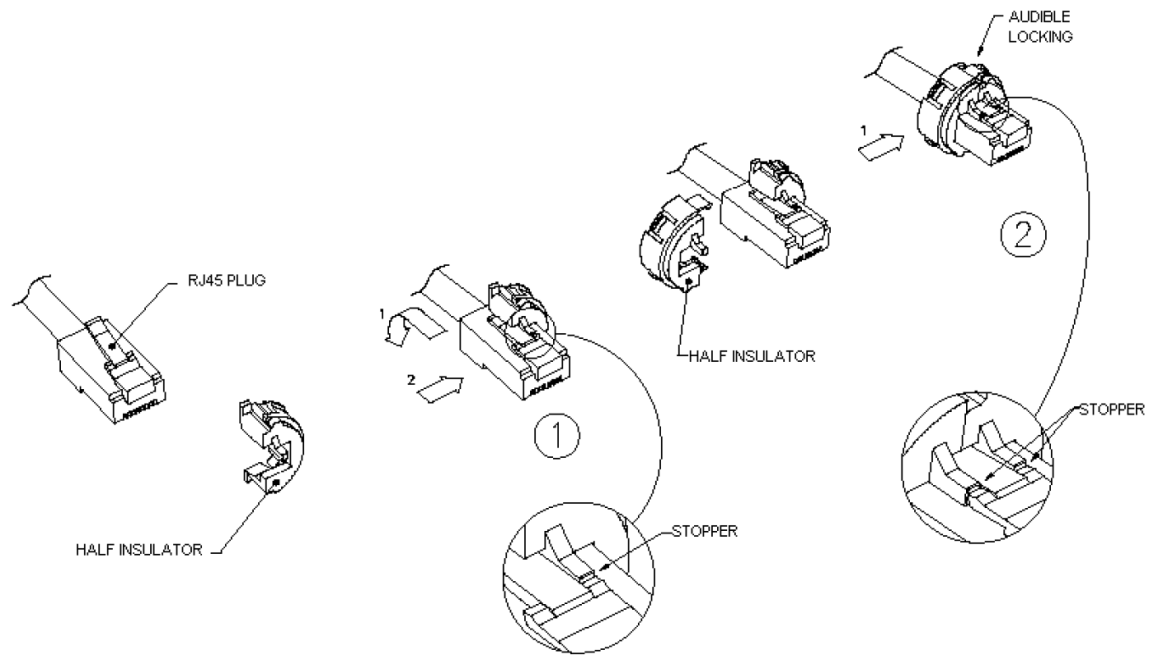 AUDIBLE
LOCKING
1
2
RJ45 PLUG
1
2
HALF INSULATOR
1
STOPPER
STOPPER
HALF INSULATOR